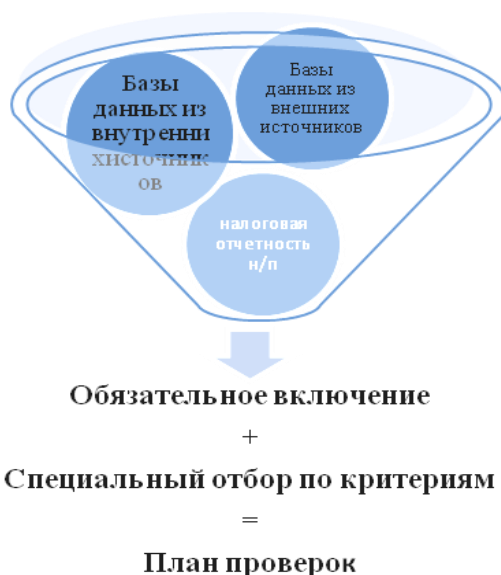 Базы
данных из
внутренни
хисточник
ов
Базы
данных из
внешних
источников
налоговая
отчетность
н/п
Обязательное включение
+
Специальный отбор по критериям
=
План проверок